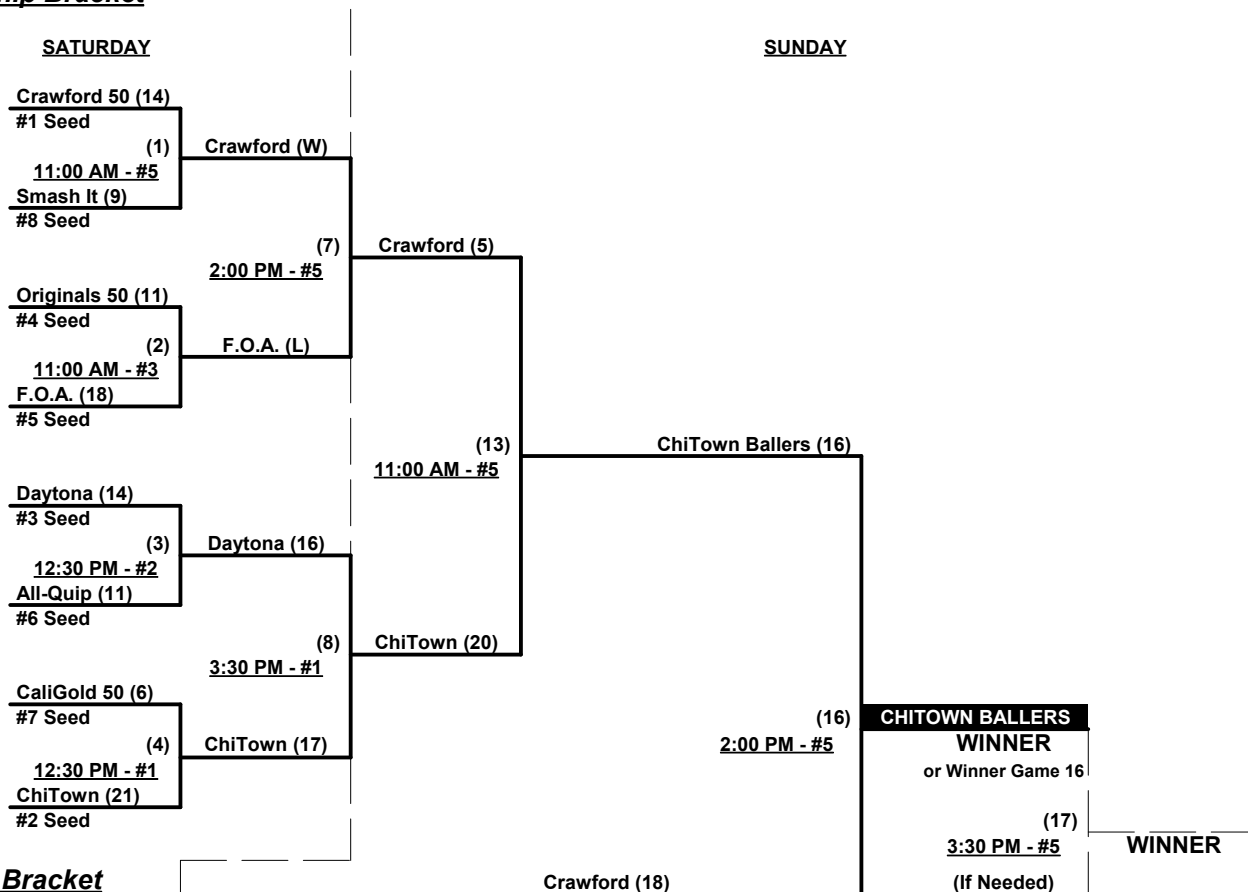 hip Bracket
SATURDAY
SUNDAY
Crawford 50 (14)
#1 Seed
(1)
Crawford (W)
11:00 AM - #5
Smash It (9)
#8 Seed
(7)
Crawford (5)
2:00 PM - #5
Originals 50 (11)
#4 Seed
(2)
F.O.A. (L)
11:00 AM - #3
F.O.A. (18)
#5 Seed
(13)
ChiTown Ballers (16)
11:00 AM - #5
Daytona (14)
#3 Seed
(3)
Daytona (16)
12:30 PM - #2
All-Quip (11)
#6 Seed
(8)
ChiTown (20)
3:30 PM - #1
CaliGold 50 (6)
#7 Seed
(4)
ChiTown (17)
12:30 PM - #1
ChiTown (21)
#2 Seed
(16)
CHITOWN BALLERS
2:00 PM - #5
WINNER
or Winner Game 16
(17)
3:30 PM - #5
WINNER
(If Needed)
Bracket
Crawford (18)